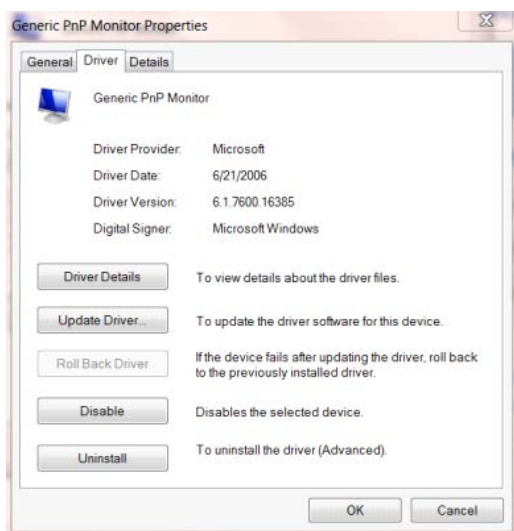 Generic PnP Monitor Properties
General Driver Details
Generic PnP Monitor
Driver Provider: Microsoft
Driver Date: 6/21/2006
Driver Version: 6.1.7600.16385
Digital Signer: Microsoft Windows
Driver Details To view details about the driver files.
Update Driver... To update the driver software for this device.
Roll Back Driver If the device fails after updating the driver, roll back
to the previously installed driver.
Disable Disables the selected device.
Uninstall To uninstall the driver (Advanced).
OK Cancel